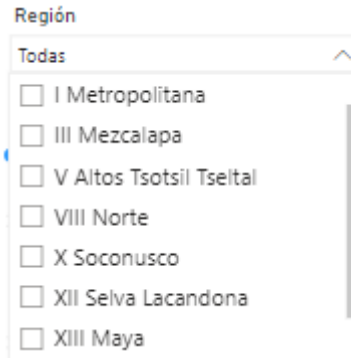 Región
Todas
I Metropolitana
III Mezcalapa
V Altos Tsotsil Tseltal
VIII Norte
X Soconusco
XII Selva Lacandona
XIII Maya